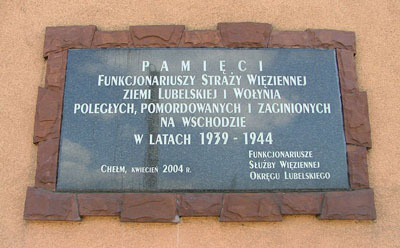 PAMIĘCI
FUNKCJONARIUSZY STRAŻY WIĘZIENNEJ
ZIEMI LUBELSKIEJ I WOŁYNIA
POLEGŁYCH, POMORDOWANYCH I ZAGINIONYCH
NA WSCHODZIE
W LATACH 1939 - 1944
CHEŁM, KWIECIEŃ 2004 R.
FUNKCJONARIUSZE
SŁUŻBY WIĘZIENNEJ
OKRĘGU LUBELSKIEGO